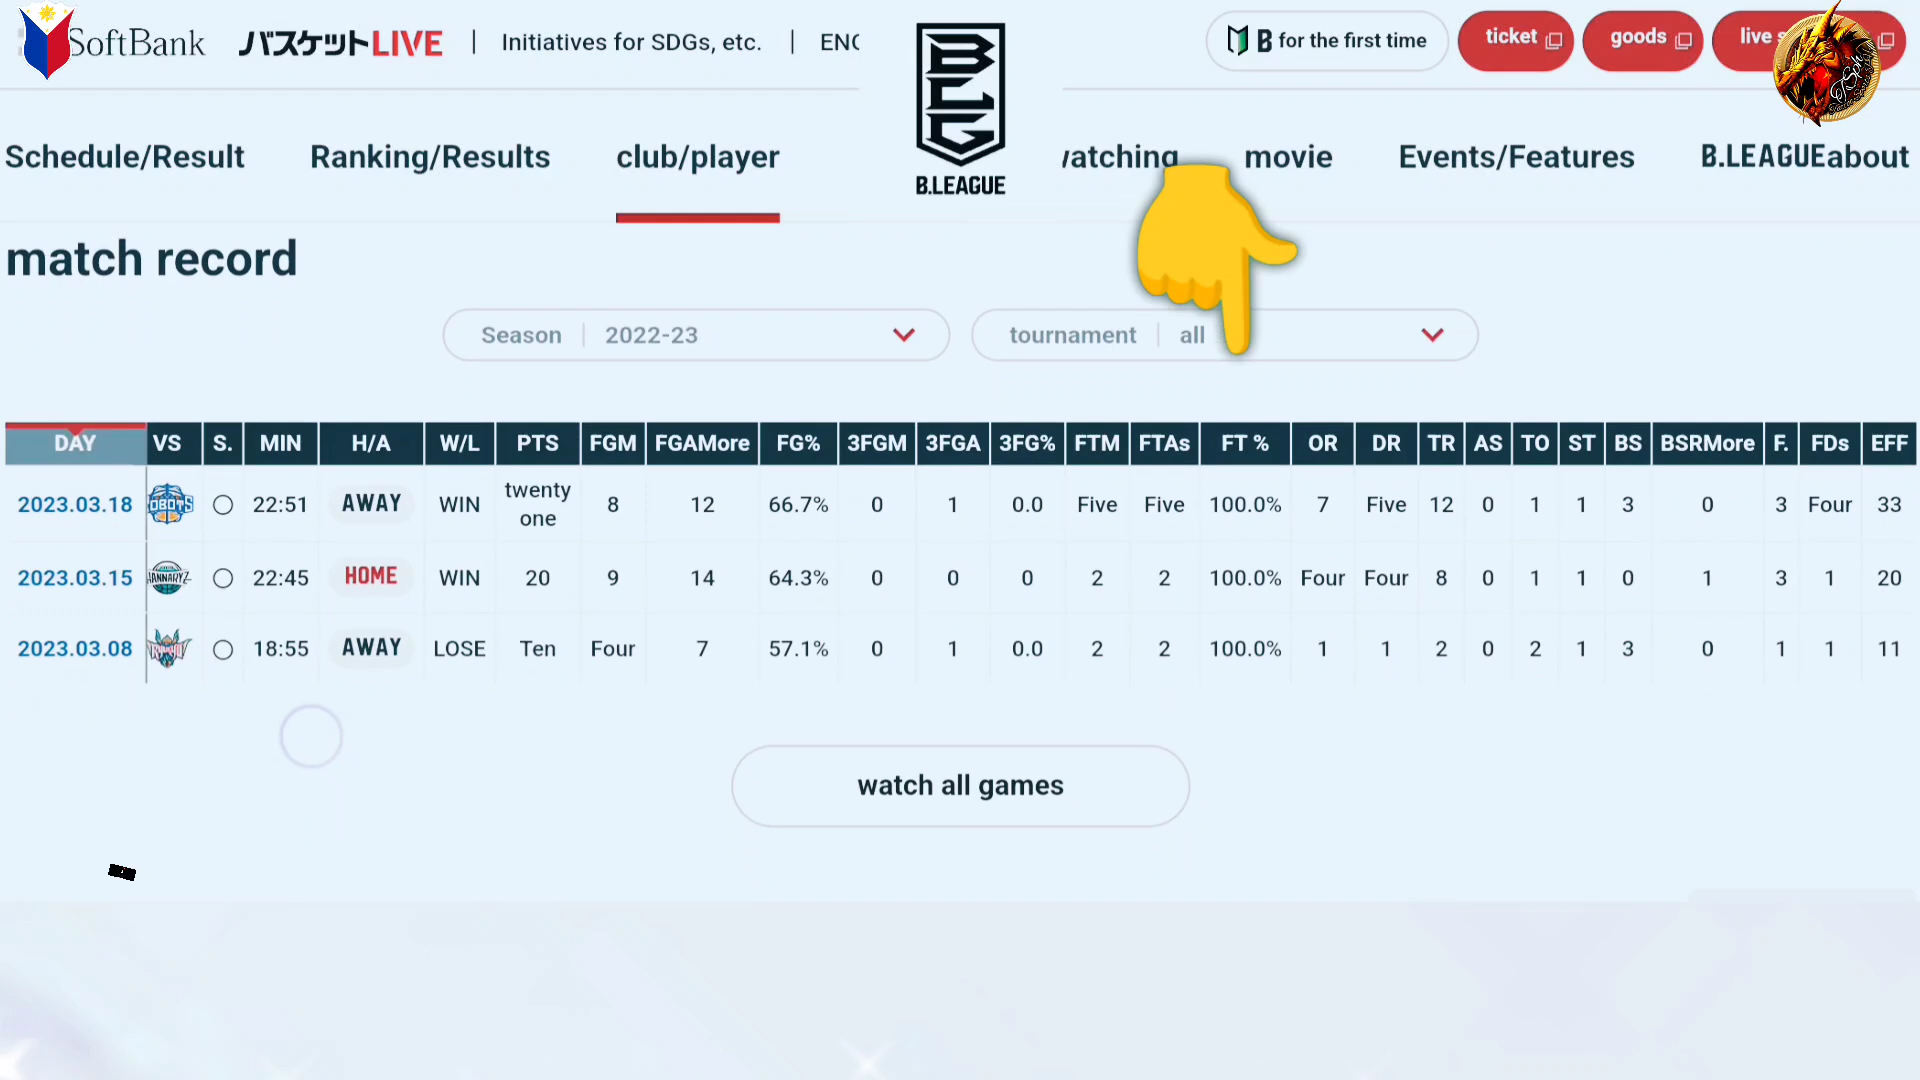 SoftBank バスケットLIVE | Initiatives for SDGs, etc. | ENG
B for the first time ticket goods live
B.LEAGUE
Schedule/Result Ranking/Results club/player watching movie Events/Features B.LEAGUEabout
match record
Season 2022-23 tournament all
DAY VS S. MIN H/A W/L PTS FGM FGAMore FG% 3FGM 3FGA 3FG% FTM FTAs FT % OR DR TR AS TO ST BS BSRMore F. FDs EFF
2023.03.18 22:51 AWAY WIN twenty one 8 12 66.7% 0 1 0.0 Five Five 100.0% 7 Five 12 0 1 1 3 0 3 Four 33
2023.03.15 HANNARYZ 22:45 HOME WIN 20 9 14 64.3% 0 0 0 2 2 100.0% Four Four 8 0 1 1 0 1 3 1 20
2023.03.08 18:55 AWAY LOSE Ten Four 7 57.1% 0 1 0.0 2 2 100.0% 1 1 2 0 2 1 3 0 1 1 11
watch all games